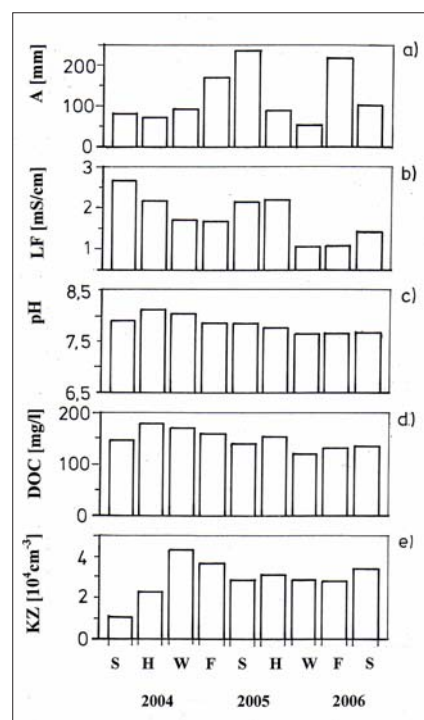 a)
A [mm]
200
100
0
b)
LF [mS/cm]
3
2
1
c)
pH
8,5
7,5
6,5
d)
DOC [mg/l]
200
100
0
e)
KZ [10⁴cm⁻³]
4
2
0
S H W F S H W F S
2004 2005 2006